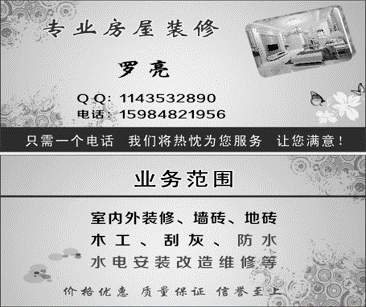 专业房屋装修
罗亮
QQ：1143532890
电话：15984821956
只需一个电话 我们将热忱为您服务 让您满意！
业务范围
室内外装修、墙砖、地砖
木工、刮灰、防水
水电安装改造维修等
价格优惠 质量保证 信誉至上